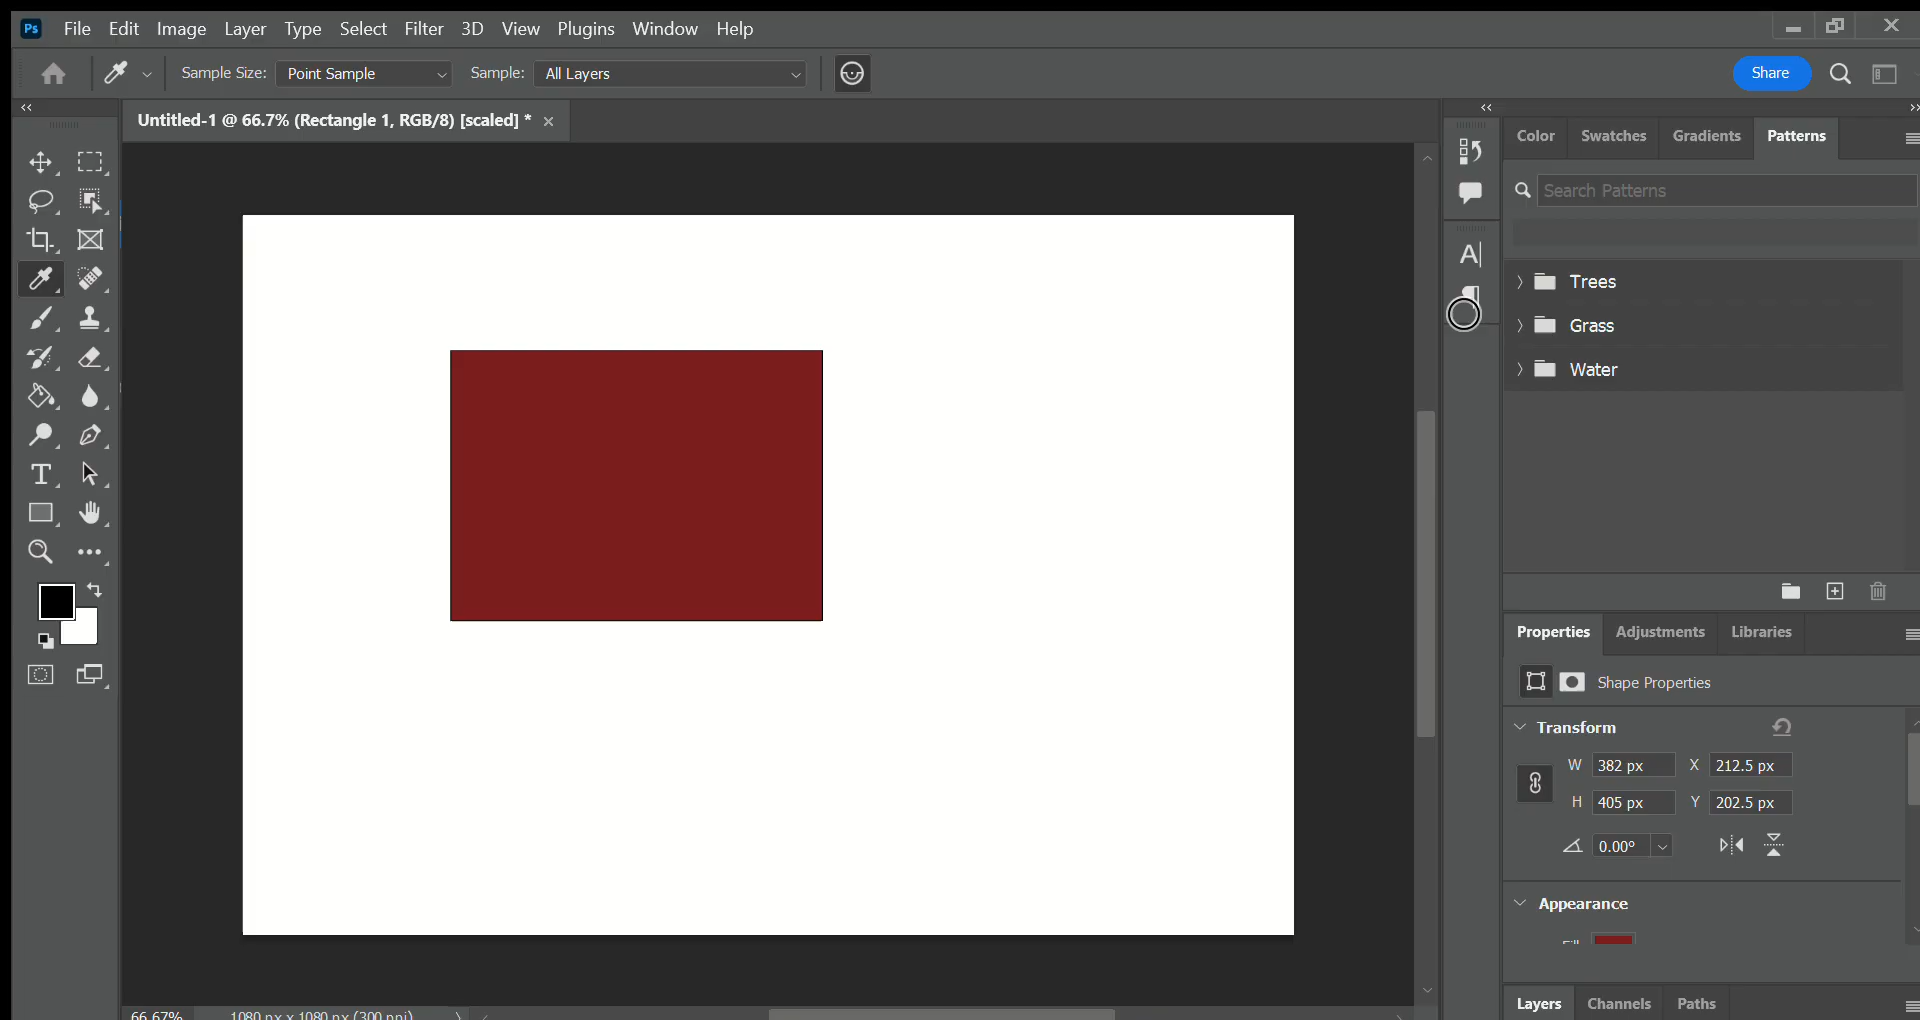 Ps File Edit Image Layer Type Select Filter 3D View Plugins Window Help
Sample Size: Point Sample Sample: All Layers Share
Untitled-1 @ 66.7% (Rectangle 1, RGB/8) [scaled] *
Color Swatches Gradients Patterns
Search Patterns
Trees
Grass
Water
Properties Adjustments Libraries
Shape Properties
Transform
W 382 px X 212.5 px
H 405 px Y 202.5 px
0.00°
Appearance
Fill
66.67% 1080 px x 1080 px (300 ppi)
Layers Channels Paths